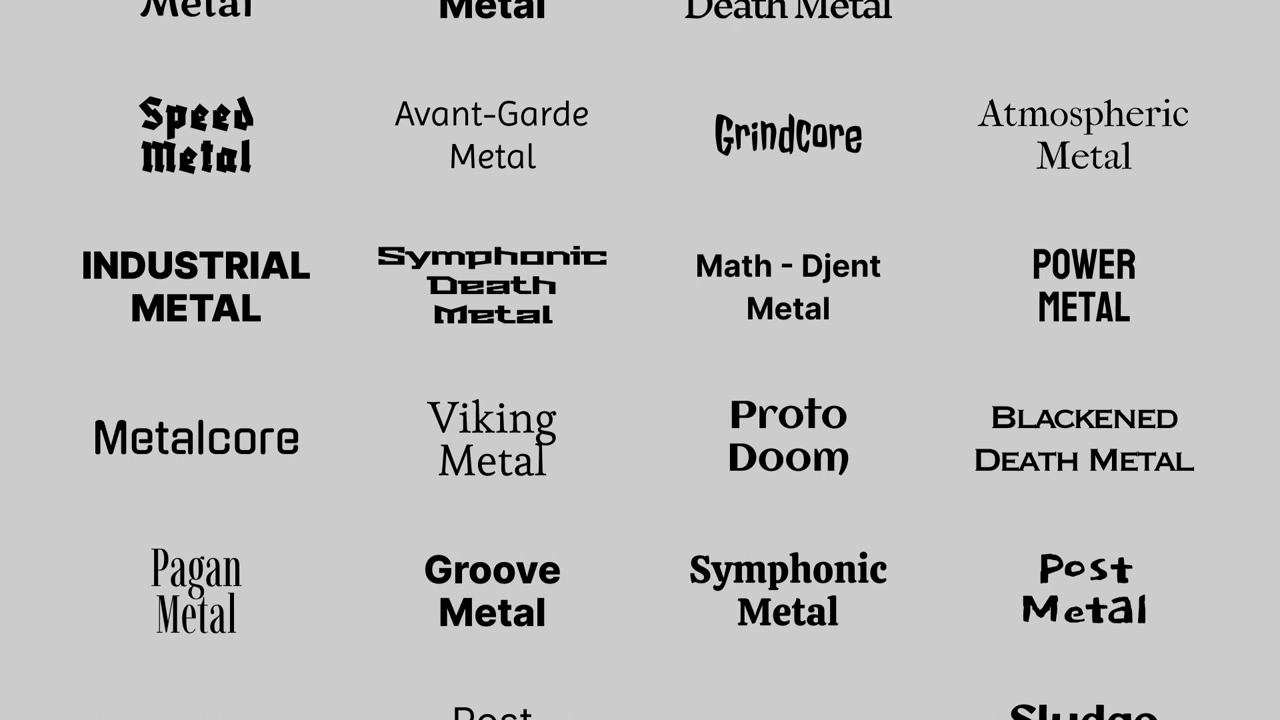 Metal
Metal
Death Metal
Speed
Metal
Avant-Garde
Metal
Grindcore
Atmospheric
Metal
INDUSTRIAL
METAL
Symphonic
Death
Metal
Math - Djent
Metal
POWER
METAL
Metalcore
Viking
Metal
Proto
Doom
BLACKENED
DEATH METAL
Pagan
Metal
Groove
Metal
Symphonic
Metal
Post
Metal
Post
Sludge